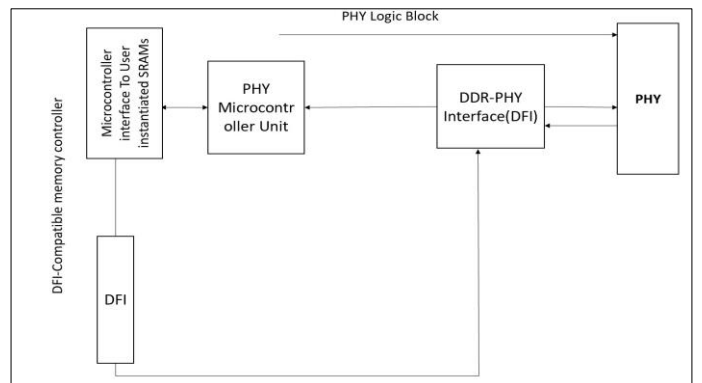 PHY Logic Block
DFI-Compatible memory controller
Microcontroller
interface To User
instantiated SRAMs
PHY
Microcontr
oller Unit
DDR-PHY
Interface(DFI)
PHY
DFI